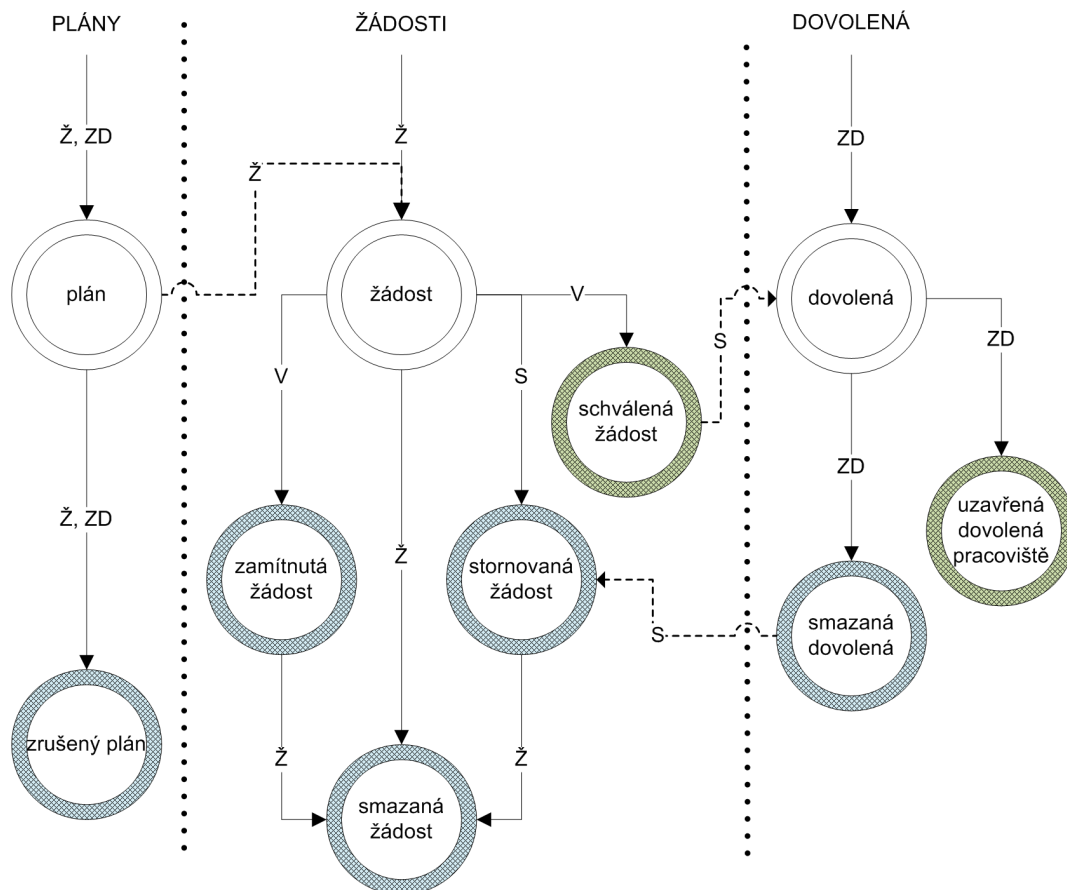 PLÁNY
ŽÁDOSTI
DOVOLENÁ
Ž, ZD
Ž
ZD
Ž
plán
žádost
V
dovolená
S
ZD
V
S
schválená
žádost
ZD
Ž, ZD
uzavřená
dovolená
pracoviště
zamítnutá
žádost
Ž
stornovaná
žádost
smazaná
dovolená
S
zrušený plán
Ž
Ž
smazaná
žádost